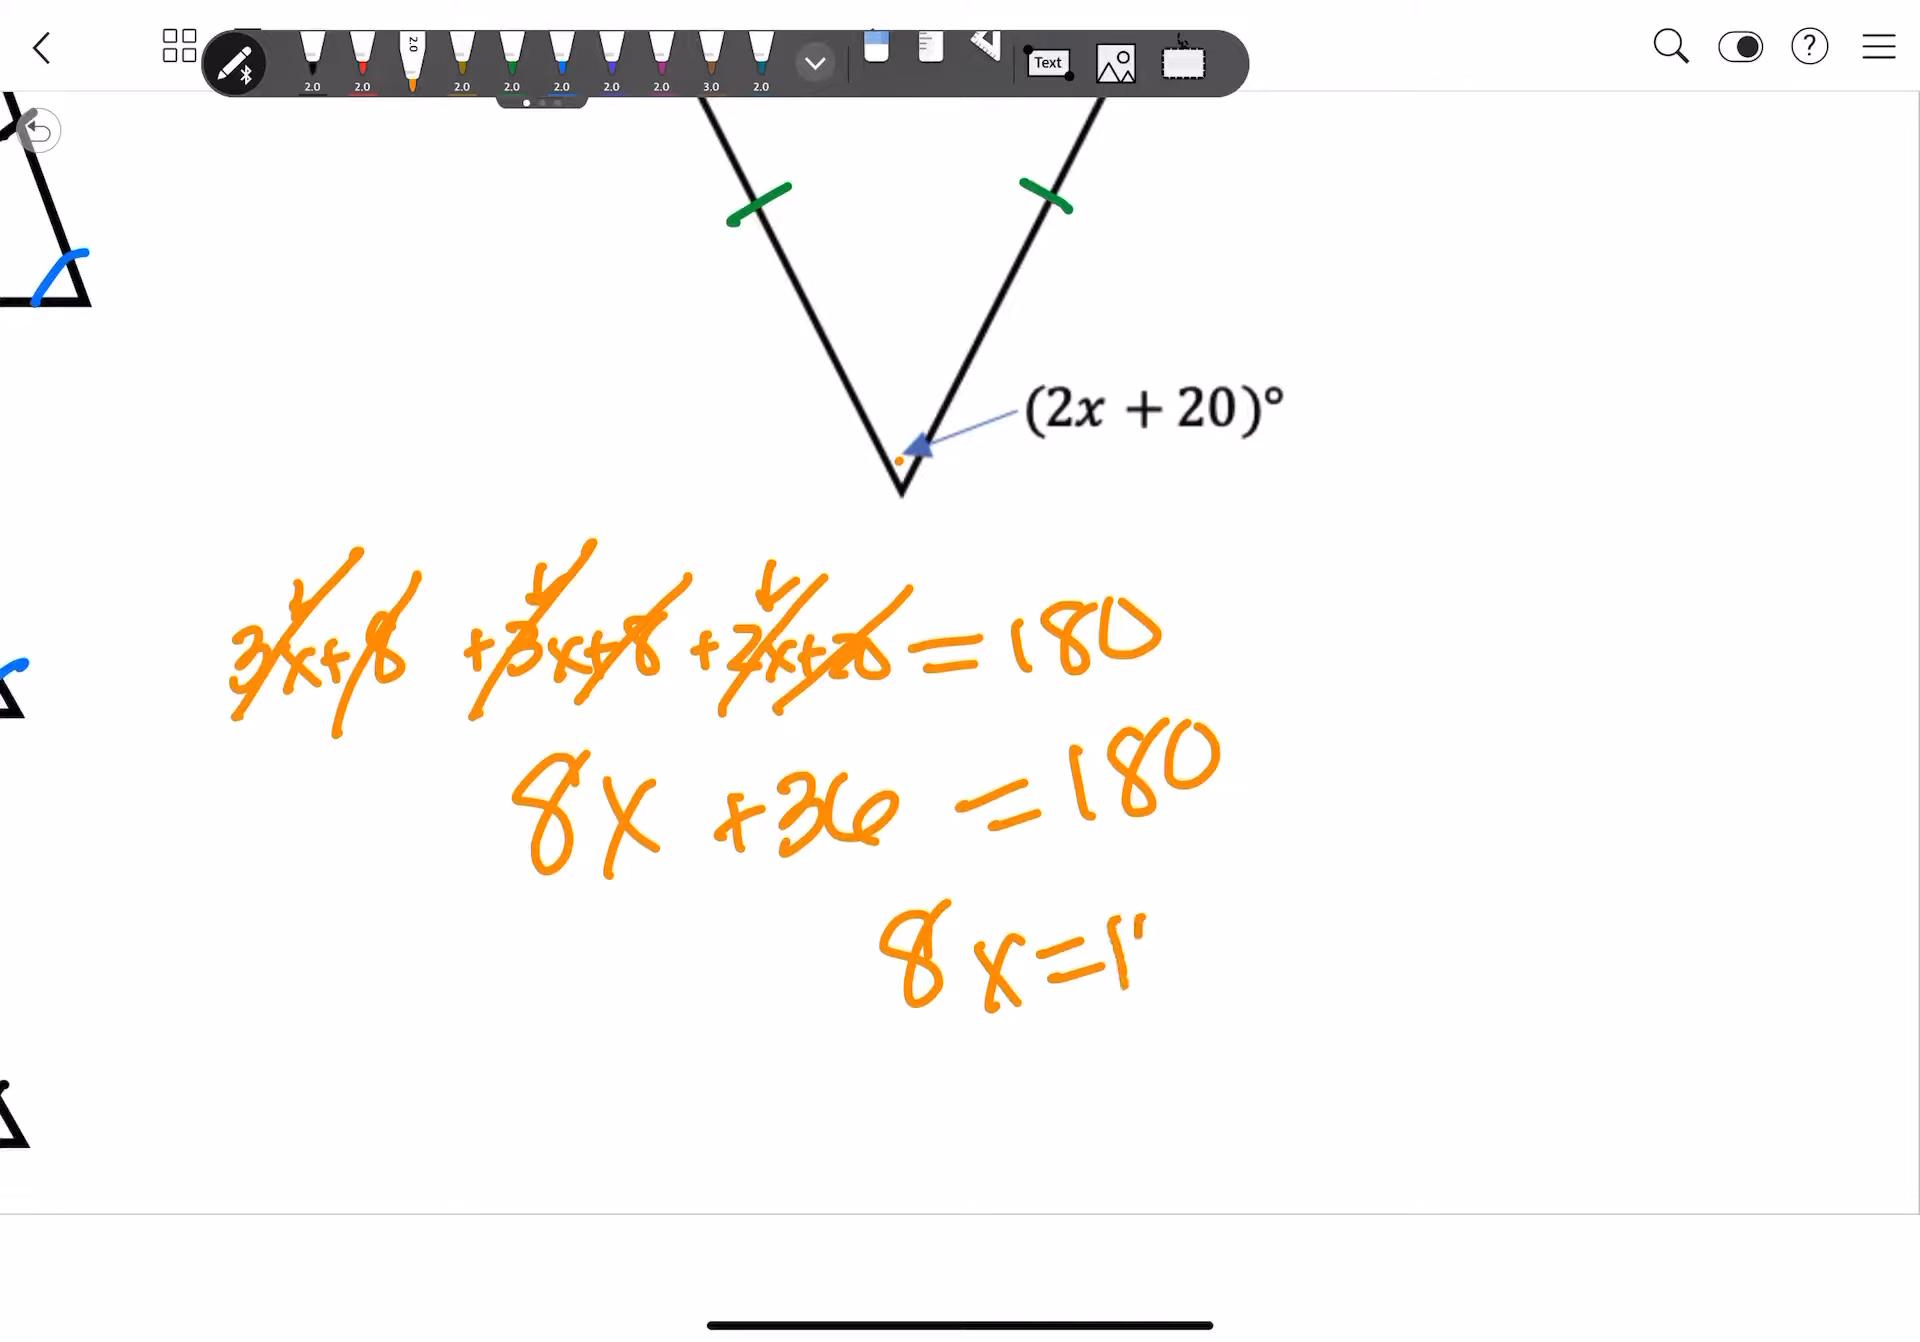 2.0 2.0 2.0 2.0 2.0 2.0 2.0 2.0 3.0 2.0 Text ?
(2x + 20)°
3x+8 +3x+8 +2x+20=180
8x +36 =180
8x=1